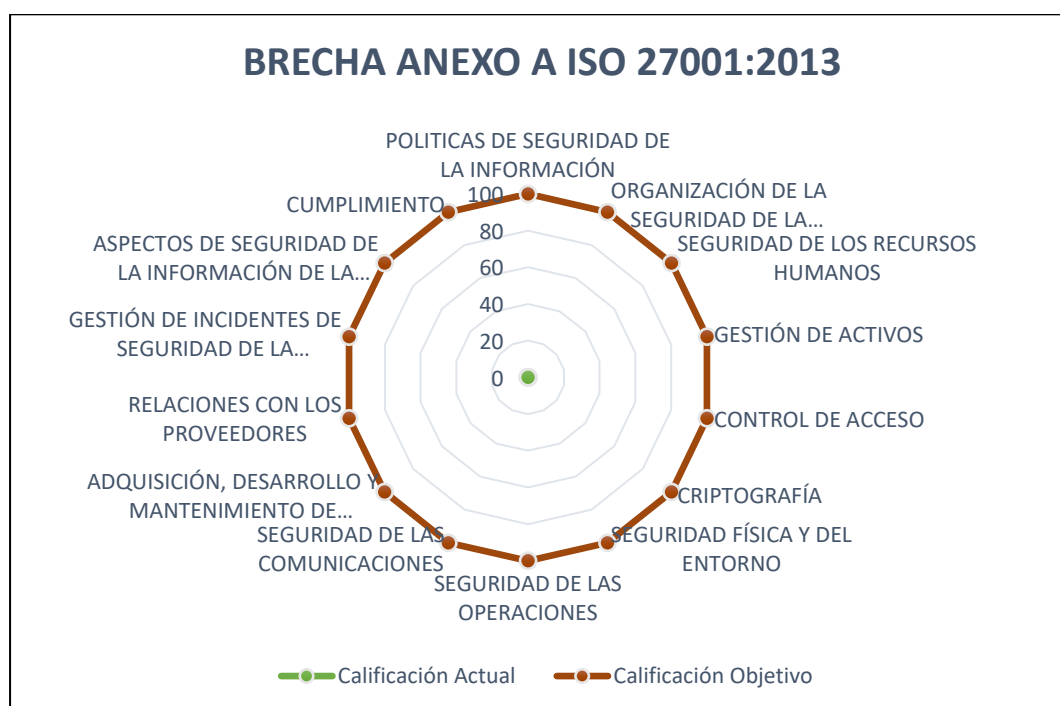 BRECHA ANEXO A ISO 27001:2013
POLITICAS DE SEGURIDAD DE
LA INFORMACIÓN
ORGANIZACIÓN DE LA
SEGURIDAD DE LA...
SEGURIDAD DE LOS RECURSOS
HUMANOS
GESTIÓN DE ACTIVOS
CONTROL DE ACCESO
CRIPTOGRAFÍA
SEGURIDAD FÍSICA Y DEL
ENTORNO
SEGURIDAD DE LAS
OPERACIONES
SEGURIDAD DE LAS
COMUNICACIONES
ADQUISICIÓN, DESARROLLO Y
MANTENIMIENTO DE...
RELACIONES CON LOS
PROVEEDORES
GESTIÓN DE INCIDENTES DE
SEGURIDAD DE LA...
ASPECTOS DE SEGURIDAD DE
LA INFORMACIÓN DE LA...
CUMPLIMIENTO
100
80
60
40
20
0
Calificación Actual
Calificación Objetivo